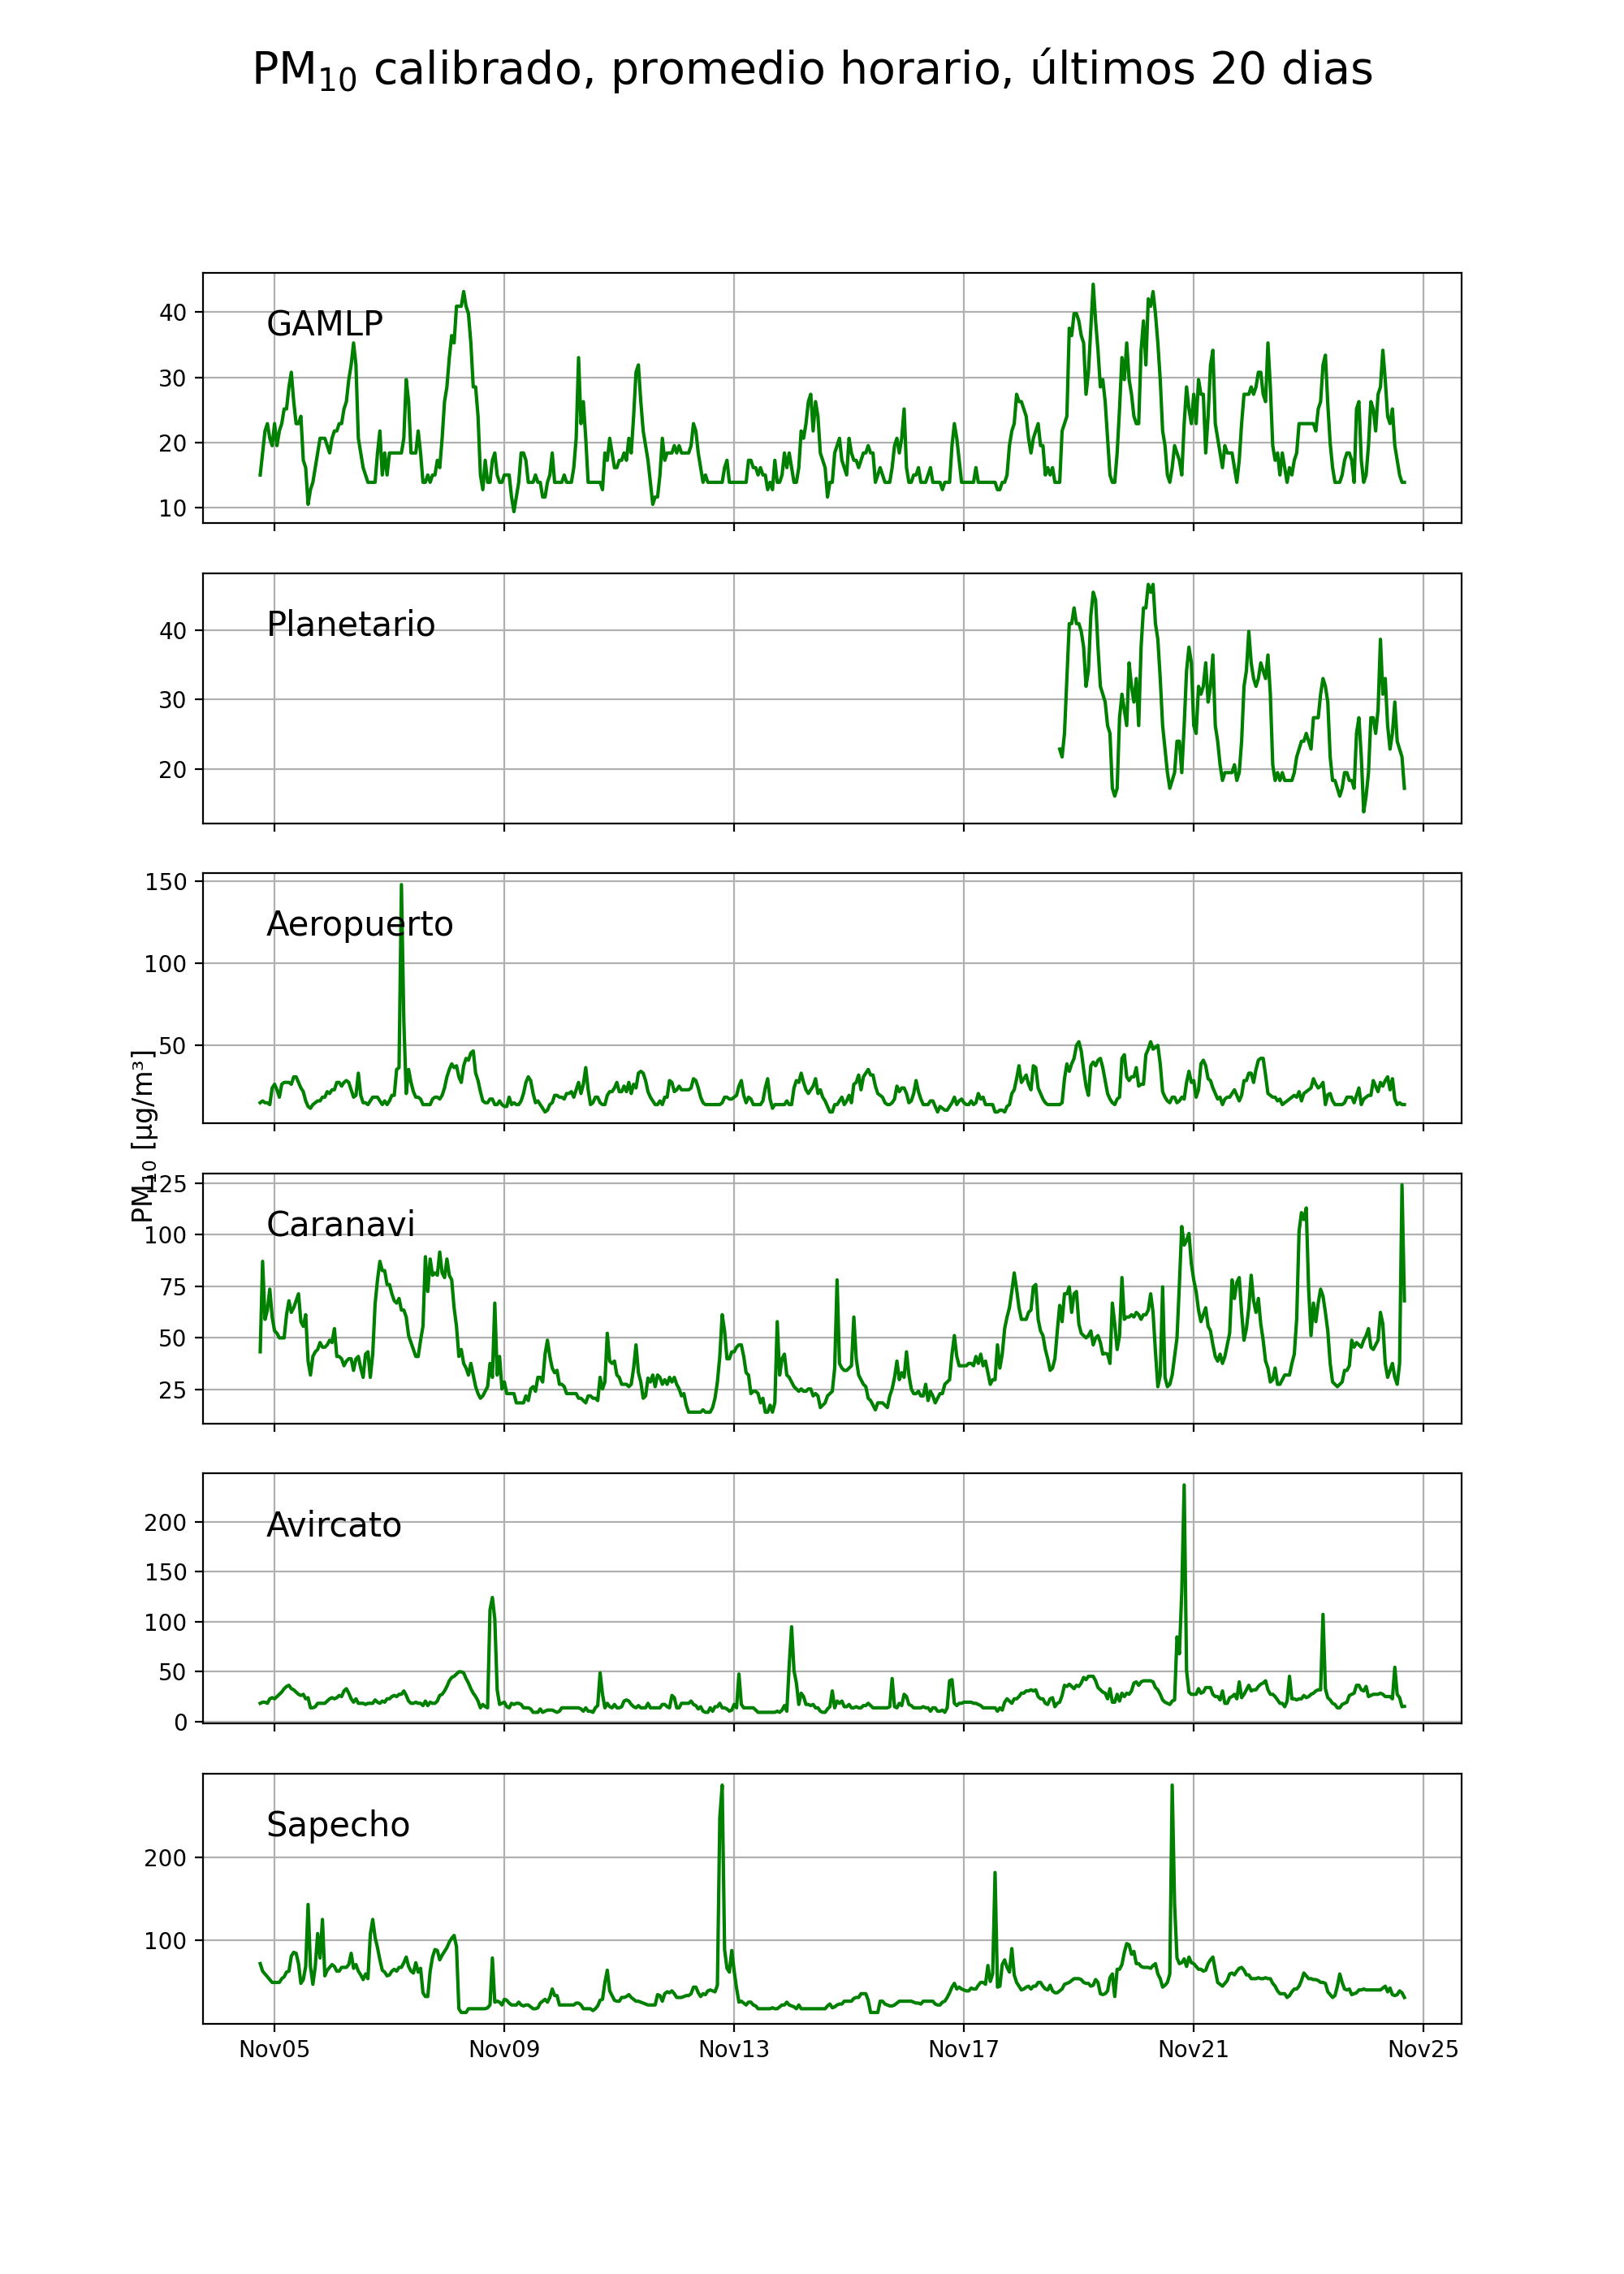 PM₁₀ calibrado, promedio horario, últimos 20 dias
40
30
20
10
GAMLP
40
30
20
Planetario
150
100
50
Aeropuerto
PM₁₀ [µg/m³]
125
100
75
50
25
Caranavi
200
150
100
50
0
Avircato
200
100
Sapecho
Nov05 Nov09 Nov13 Nov17 Nov21 Nov25